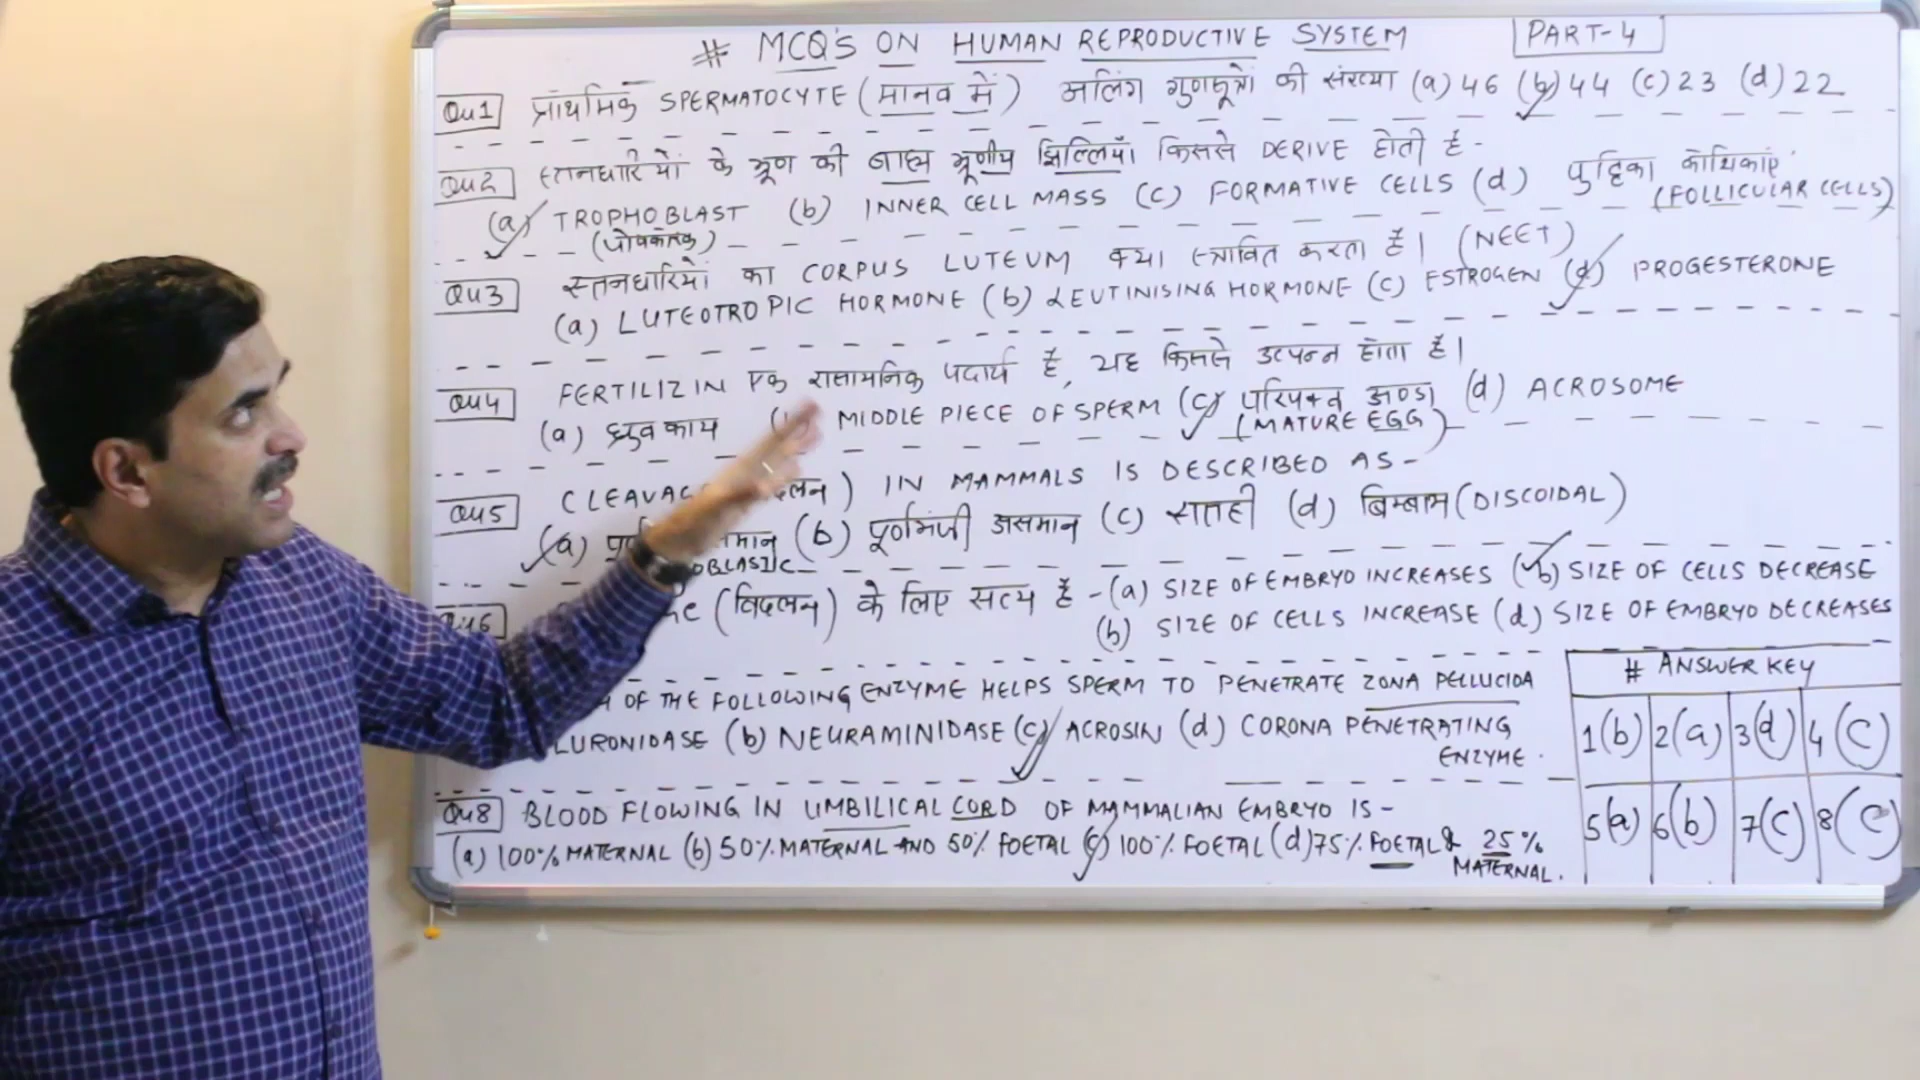 # MCQ'S ON HUMAN REPRODUCTIVE SYSTEM PART-4
Qu1 प्राथमिक SPERMATOCYTE (मानव में) अलिंग गुणसूत्रों की संख्या (a) 46 (b) 44 (c) 23 (d) 22
Qu2 स्तनधारियों के भ्रूण की बाह्य भ्रूणीय झिल्लियाँ किससे DERIVE होती है -
(a) TROPHOBLAST (b) INNER CELL MASS (C) FORMATIVE CELLS (d) पुट्टिका कोशिकाएं
(पोषकोरक) (FOLLICULAR CELLS)
Qu3 स्तनधारियों का CORPUS LUTEUM क्या स्त्रावित करता है। (NEET)
(a) LUTEOTROPIC HORMONE (b) LEUTINISING HORMONE (C) ESTROGEN (d) PROGESTERONE
Qu4 FERTILIZIN एक रासायनिक पदार्थ है, यह किससे उत्पन्न होता है।
(a) ध्रुवकाय MIDDLE PIECE OF SPERM (C) परिपक्व अण्डा (d) ACROSOME
(MATURE EGG)
Qu5 IN MAMMALS IS DESCRIBED AS -
(a) (b) पूर्णभंजी असमान (C) सतही (d) बिम्बाभ (DISCOIDAL)
Qu6 (विदलन) के लिए सत्य है - (a) SIZE OF EMBRYO INCREASES (b) SIZE OF CELLS DECREASE
(b) SIZE OF CELLS INCREASE (d) SIZE OF EMBRYO DECREASES
OF THE FOLLOWING ENZYME HELPS SPERM TO PENETRATE ZONA PELLUCIDA
(b) NEURAMINIDASE (C) ACROSIN (d) CORONA PENETRATING
ENZYME.
Qu8 BLOOD FLOWING IN UMBILICAL CORD OF MAMMALIAN EMBRYO IS -
(a) 100% MATERNAL (b) 50% MATERNAL AND 50% FOETAL (c) 100% FOETAL (d) 75% FOETAL & 25%
MATERNAL.
# ANSWER KEY
1(b) 2(a) 3(d) 4(C)
5(a) 6(b) 7(C) 8(C)